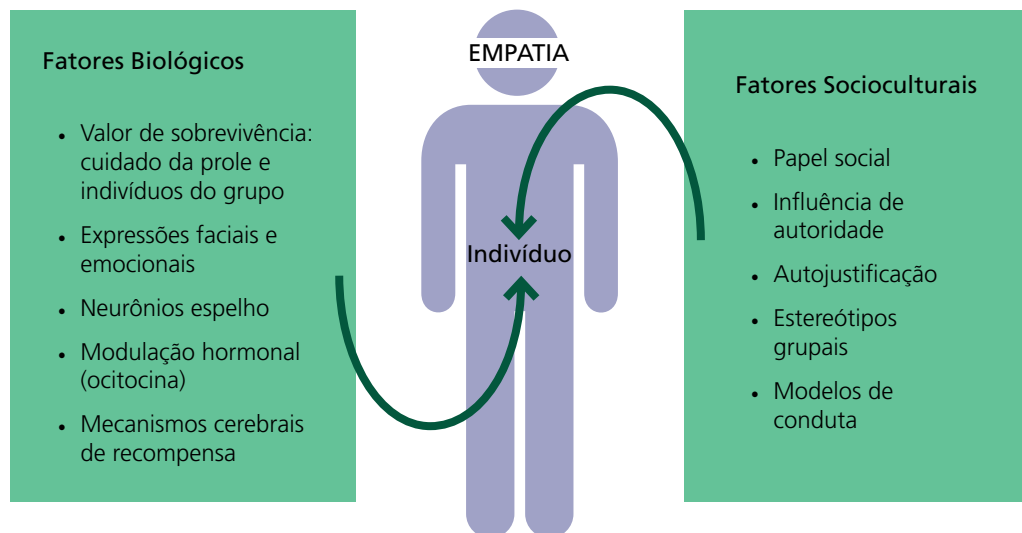 Fatores Biológicos
• Valor de sobrevivência:
cuidado da prole e
indivíduos do grupo
• Expressões faciais e
emocionais
• Neurônios espelho
• Modulação hormonal
(ocitocina)
• Mecanismos cerebrais
de recompensa
EMPATIA
Indivíduo
Fatores Socioculturais
• Papel social
• Influência de
autoridade
• Autojustificação
• Estereótipos
grupais
• Modelos de
conduta